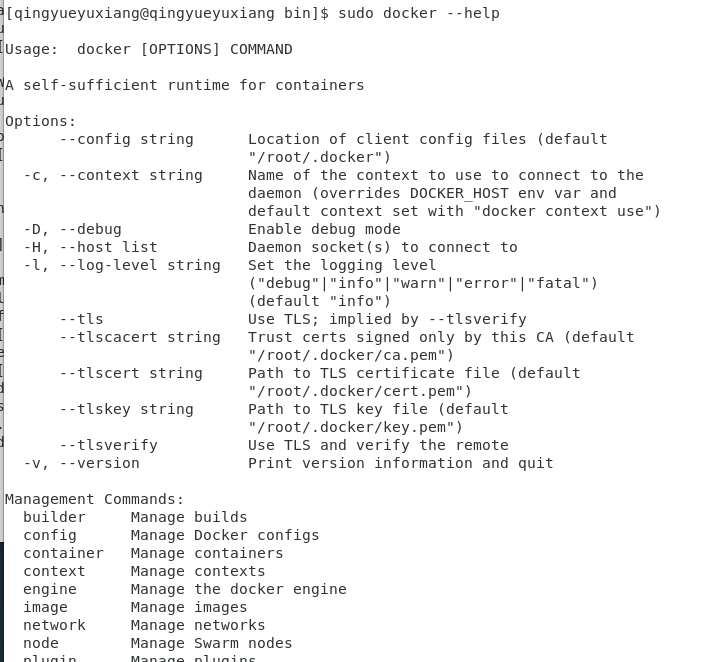 [qingyueyuxiang@qingyueyuxiang bin]$ sudo docker --help
Usage:  docker [OPTIONS] COMMAND
A self-sufficient runtime for containers
Options:
      --config string      Location of client config files (default
                           "/root/.docker")
  -c, --context string     Name of the context to use to connect to the
                           daemon (overrides DOCKER_HOST env var and
                           default context set with "docker context use")
  -D, --debug              Enable debug mode
  -H, --host list          Daemon socket(s) to connect to
  -l, --log-level string   Set the logging level
                           ("debug"|"info"|"warn"|"error"|"fatal")
                           (default "info")
      --tls                Use TLS; implied by --tlsverify
      --tlscacert string   Trust certs signed only by this CA (default
                           "/root/.docker/ca.pem")
      --tlscert string     Path to TLS certificate file (default
                           "/root/.docker/cert.pem")
      --tlskey string      Path to TLS key file (default
                           "/root/.docker/key.pem")
      --tlsverify          Use TLS and verify the remote
  -v, --version            Print version information and quit
Management Commands:
  builder     Manage builds
  config      Manage Docker configs
  container   Manage containers
  context     Manage contexts
  engine      Manage the docker engine
  image       Manage images
  network     Manage networks
  node        Manage Swarm nodes
  plugin      Manage plugins